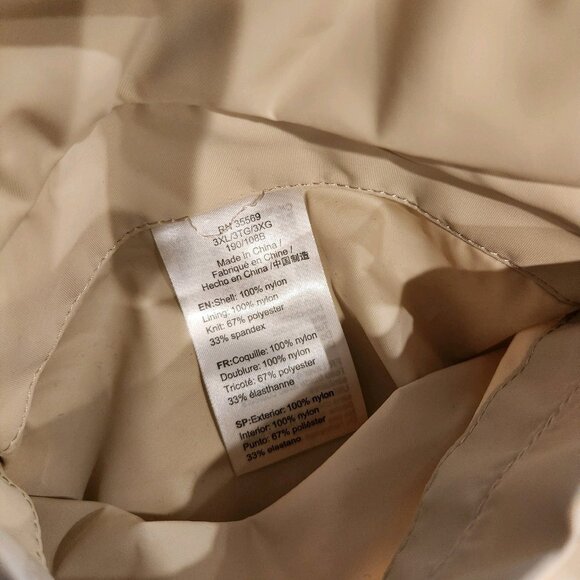 RN 35569
3XL/3TG/3XG
190/108B
Made in China /
Fabriqué en Chine /
Hecho en China /中国制造
EN:Shell: 100% nylon
Lining: 100% nylon
Knit: 67% polyester
33% spandex
FR:Coquille: 100% nylon
Doublure: 100% nylon
Tricoté: 67% polyester
33% élasthanne
SP:Exterior: 100% nylon
Interior: 100% nylon
Punto: 67% poliéster
33% elastano